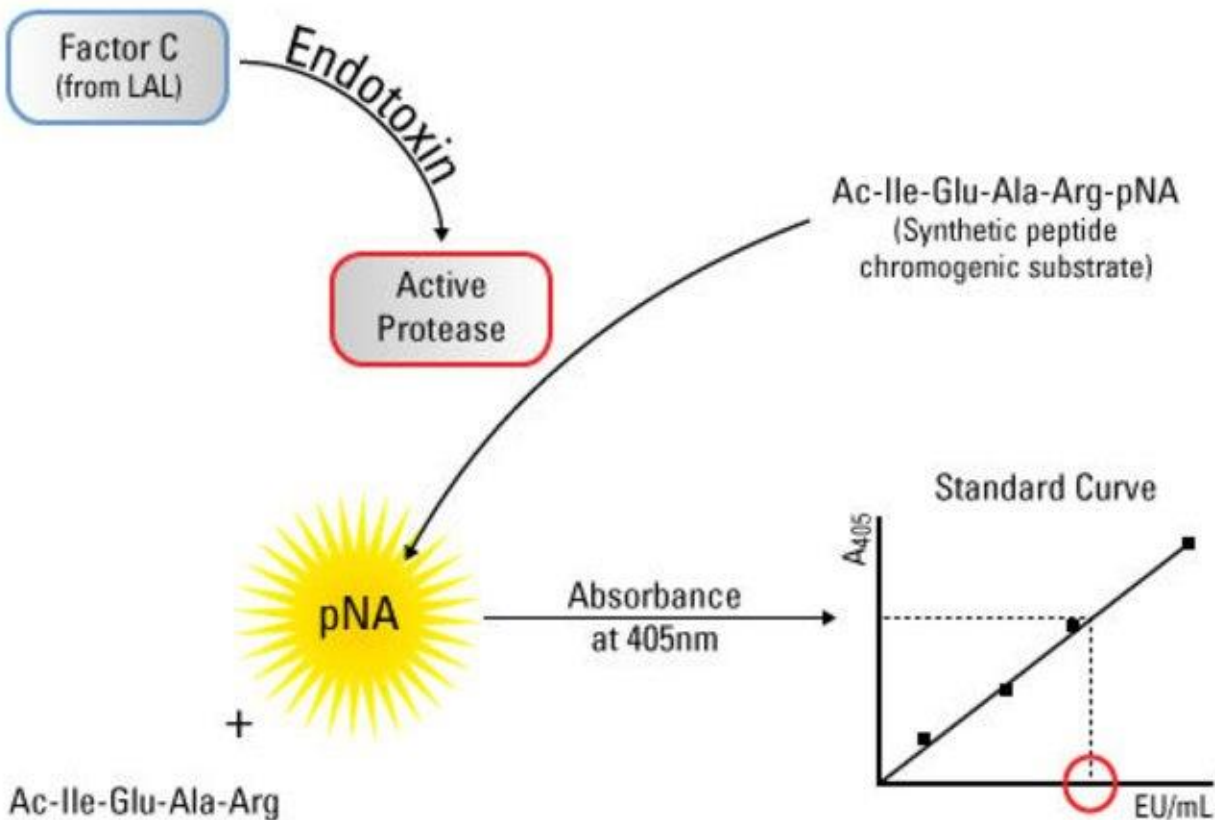 Factor C
(from LAL)
Endotoxin
Active
Protease
Ac-Ile-Glu-Ala-Arg-pNA
(Synthetic peptide
chromogenic substrate)
pNA
+
Ac-Ile-Glu-Ala-Arg
Absorbance
at 405nm
Standard Curve
A405
EU/mL